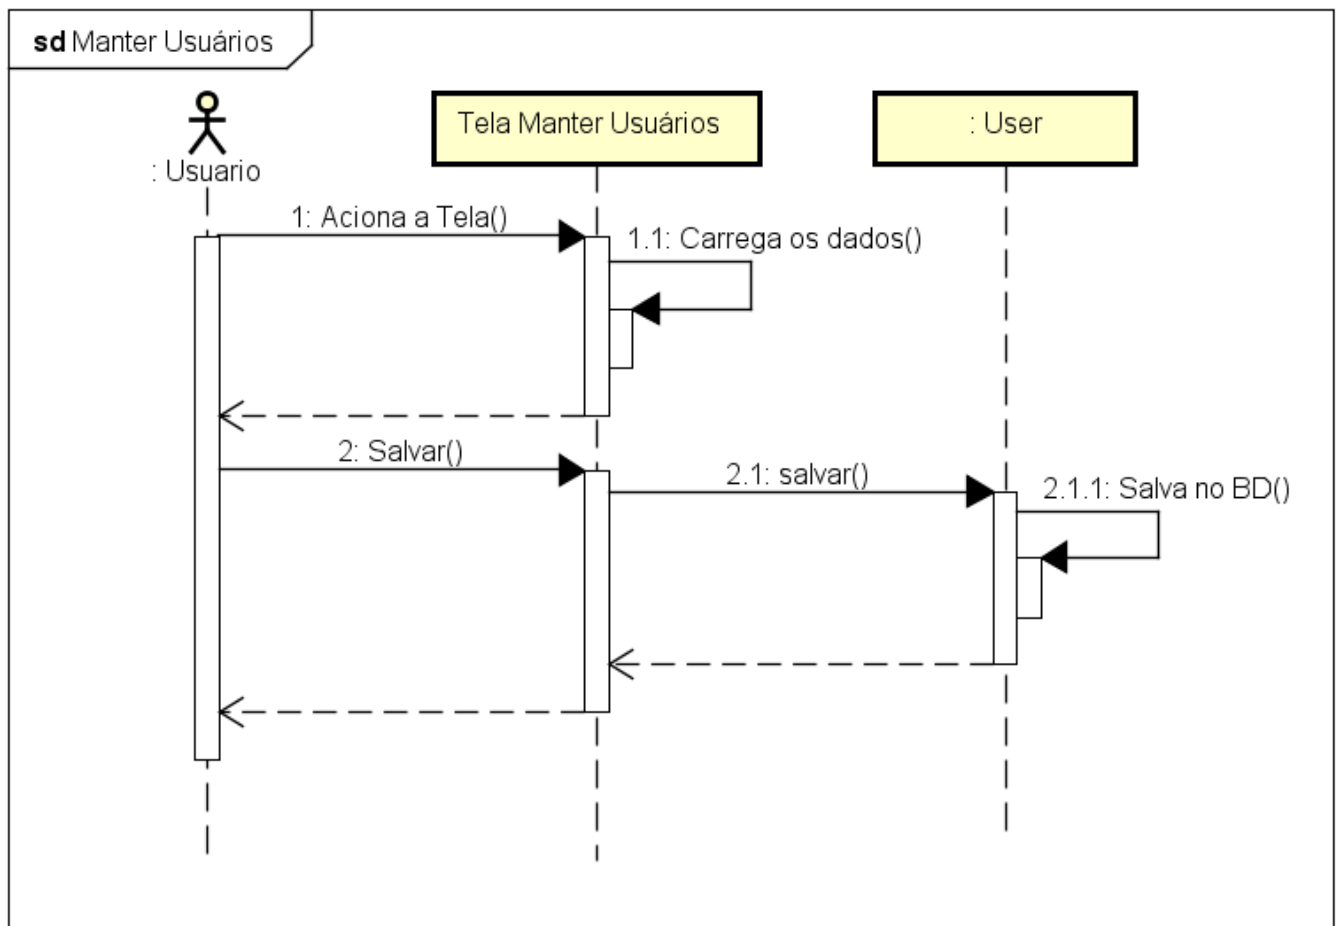 sd Manter Usuários
: Usuario
Tela Manter Usuários
: User
1: Aciona a Tela()
1.1: Carrega os dados()
2: Salvar()
2.1: salvar()
2.1.1: Salva no BD()